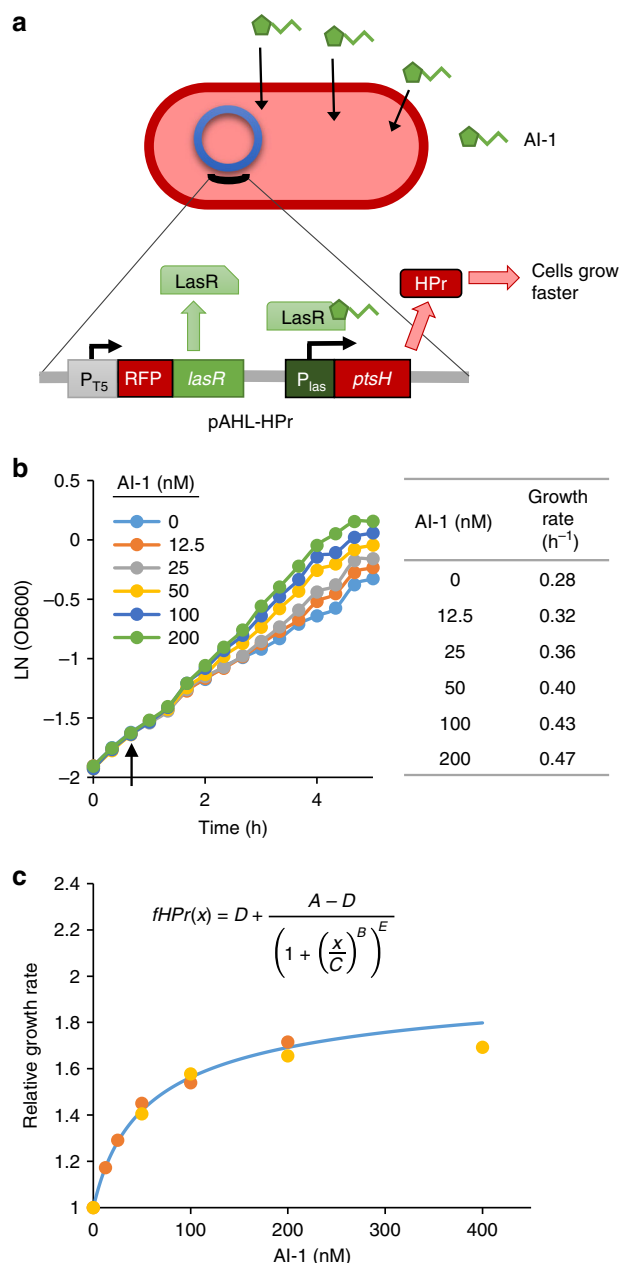 a
AI-1
LasR
LasR
HPr
Cells grow
faster
P_T5
RFP
lasR
P_las
ptsH
pAHL-HPr
b
AI-1 (nM)
0
12.5
25
50
100
200
0.5
0
−0.5
−1
−1.5
−2
LN (OD600)
0
2
4
Time (h)
AI-1 (nM)
Growth
rate
(h⁻¹)
0 0.28
12.5 0.32
25 0.36
50 0.40
100 0.43
200 0.47
c
2.4
2.2
2
1.8
1.6
1.4
1.2
1
Relative growth rate
fHPr(x) = D + (A − D) / (1 + (x/C)^B)^E
0
100
200
300
400
AI-1 (nM)